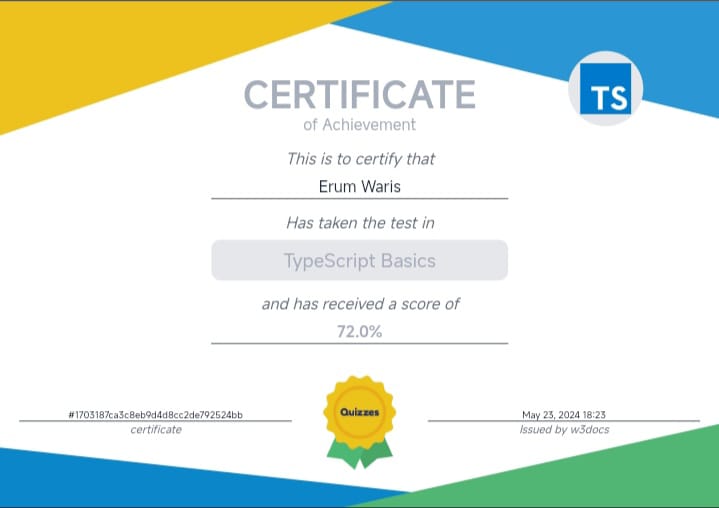 CERTIFICATE
of Achievement
TS
This is to certify that
Erum Waris
Has taken the test in
TypeScript Basics
and has received a score of
72.0%
Quizzes
#1703187ca3c8eb9d4d8cc2de792524bb
certificate
May 23, 2024 18:23
Issued by w3docs